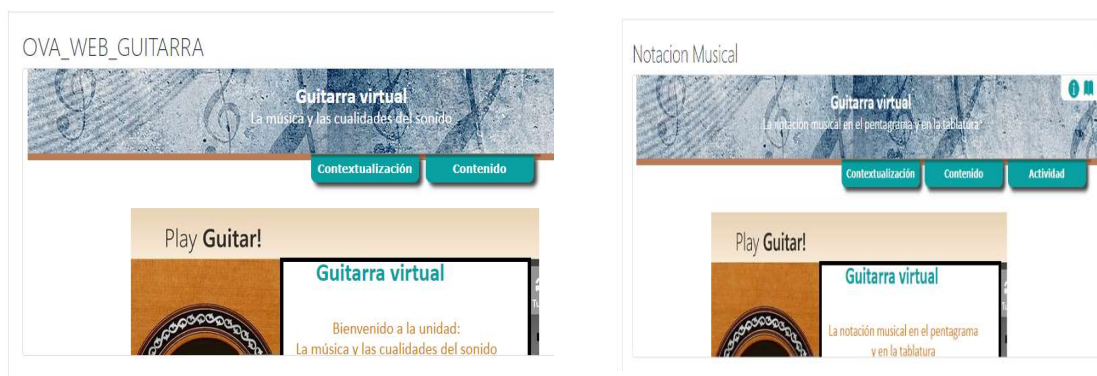 OVA_WEB_GUITARRA
Guitarra virtual
La música y las cualidades del sonido
Contextualización
Contenido
Play Guitar!
Guitarra virtual
Bienvenido a la unidad:
La música y las cualidades del sonido
Notacion Musical
Guitarra virtual
La notación musical en el pentagrama y en la tablatura
Contextualización
Contenido
Actividad
Play Guitar!
Guitarra virtual
La notación musical en el pentagrama
y en la tablatura